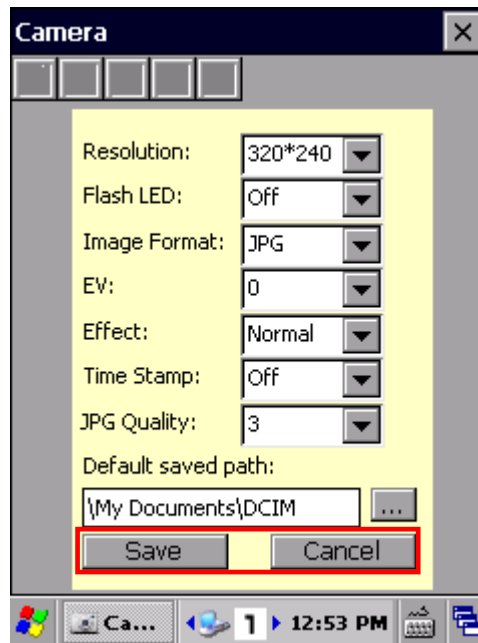 Camera
Resolution: 320*240
Flash LED: Off
Image Format: JPG
EV: 0
Effect: Normal
Time Stamp: Off
JPG Quality: 3
Default saved path:
\My Documents\DCIM ...
Save Cancel
Ca... 1 12:53 PM